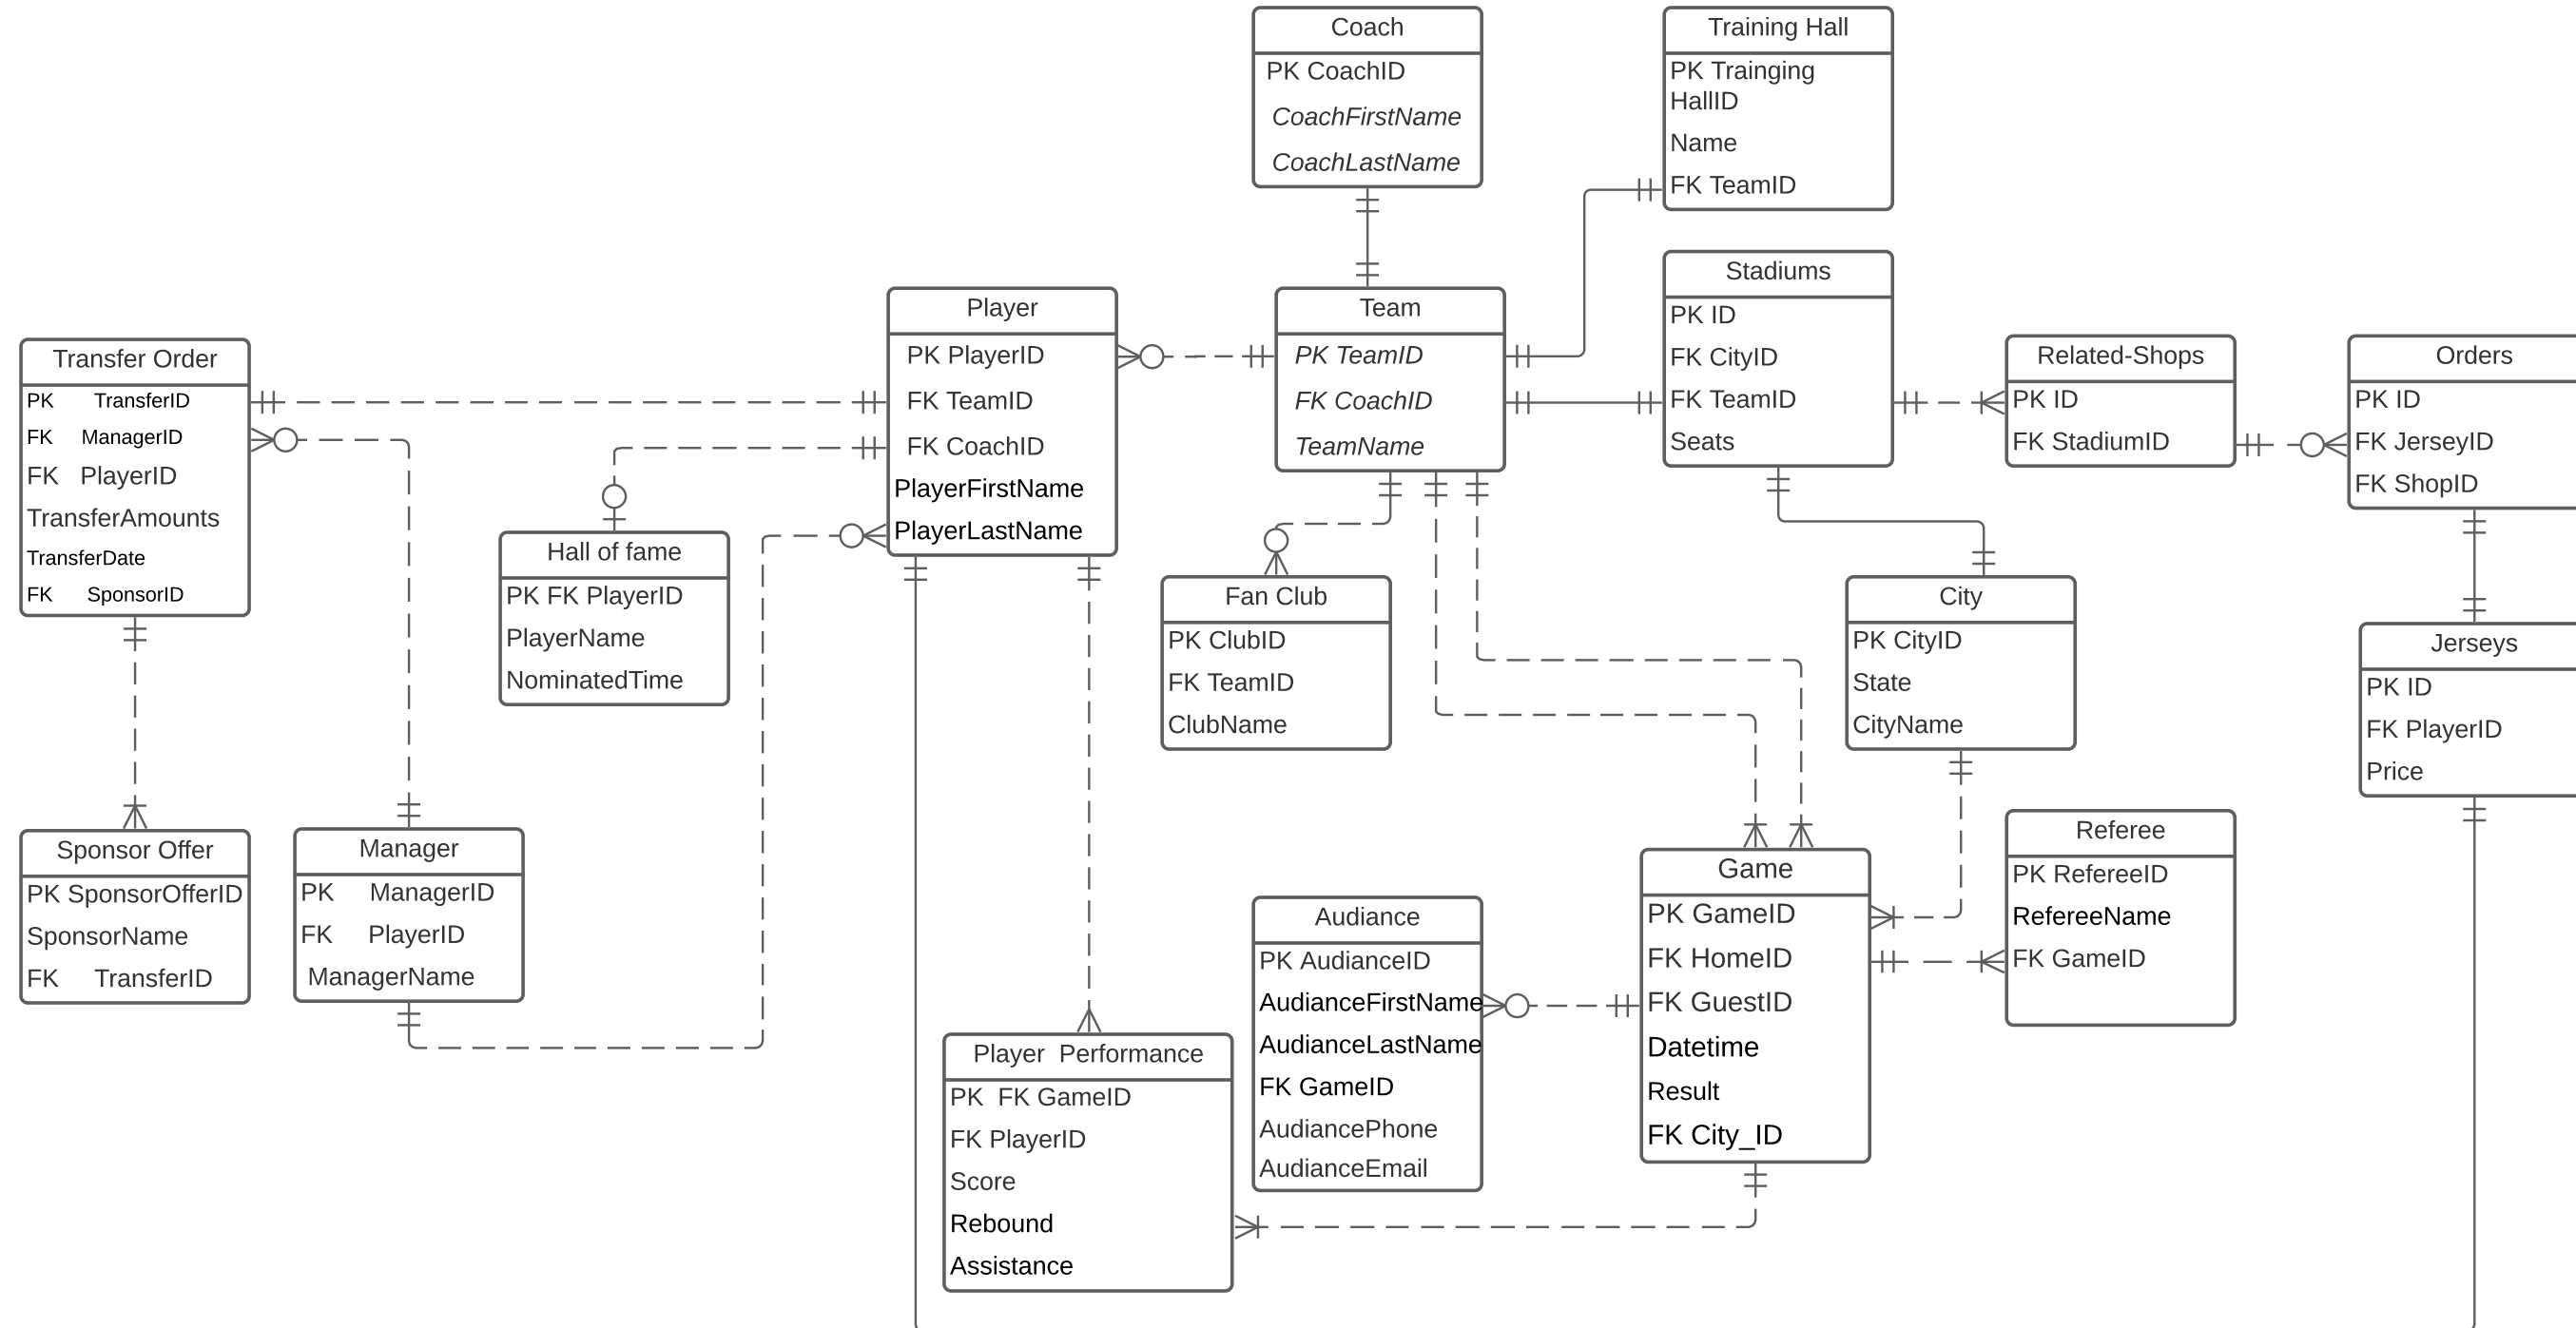 Coach
PK CoachID
CoachFirstName
CoachLastName
Training Hall
PK Trainging
HallID
Name
FK TeamID
Stadiums
PK ID
FK CityID
FK TeamID
Seats
Player
PK PlayerID
FK TeamID
FK CoachID
PlayerFirstName
PlayerLastName
Team
PK TeamID
FK CoachID
TeamName
Transfer Order
PK TransferID
FK ManagerID
FK PlayerID
TransferAmounts
TransferDate
FK SponsorID
Related-Shops
PK ID
FK StadiumID
Orders
PK ID
FK JerseyID
FK ShopID
Hall of fame
PK FK PlayerID
PlayerName
NominatedTime
Fan Club
PK ClubID
FK TeamID
ClubName
City
PK CityID
State
CityName
Jerseys
PK ID
FK PlayerID
Price
Sponsor Offer
PK SponsorOfferID
SponsorName
FK TransferID
Manager
PK ManagerID
FK PlayerID
ManagerName
Game
PK GameID
FK HomeID
FK GuestID
Datetime
Result
FK City_ID
Referee
PK RefereeID
RefereeName
FK GameID
Audiance
PK AudianceID
AudianceFirstName
AudianceLastName
FK GameID
AudiancePhone
AudianceEmail
Player Performance
PK FK GameID
FK PlayerID
Score
Rebound
Assistance